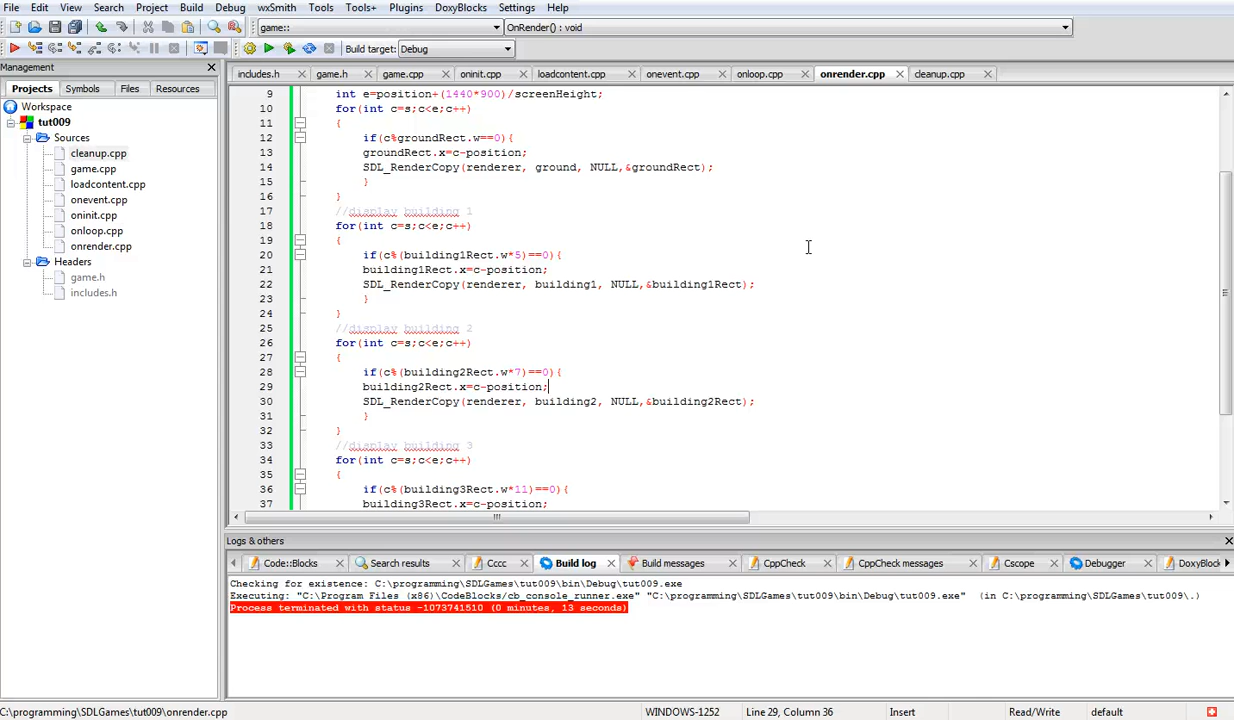 File Edit View Search Project Build Debug wxSmith Tools Tools+ Plugins DoxyBlocks Settings Help
game:: OnRender() : void
Build target: Debug
Management
Projects Symbols Files Resources
Workspace
tut009
Sources
cleanup.cpp
game.cpp
loadcontent.cpp
onevent.cpp
oninit.cpp
onloop.cpp
onrender.cpp
Headers
game.h
includes.h
includes.h game.h game.cpp oninit.cpp loadcontent.cpp onevent.cpp onloop.cpp onrender.cpp cleanup.cpp
9 int e=position+(1440*900)/screenHeight;
10 for(int c=s;c<e;c++)
11 {
12 if(c%groundRect.w==0){
13 groundRect.x=c-position;
14 SDL_RenderCopy(renderer, ground, NULL,&groundRect);
15 }
16 }
17 //display building 1
18 for(int c=s;c<e;c++)
19 {
20 if(c%(building1Rect.w*5)==0){
21 building1Rect.x=c-position;
22 SDL_RenderCopy(renderer, building1, NULL,&building1Rect);
23 }
24 }
25 //display building 2
26 for(int c=s;c<e;c++)
27 {
28 if(c%(building2Rect.w*7)==0){
29 building2Rect.x=c-position;
30 SDL_RenderCopy(renderer, building2, NULL,&building2Rect);
31 }
32 }
33 //display building 3
34 for(int c=s;c<e;c++)
35 {
36 if(c%(building3Rect.w*11)==0){
37 building3Rect.x=c-position;
Logs & others
Code::Blocks Search results Cccc Build log Build messages CppCheck CppCheck messages Cscope Debugger DoxyBlock
Checking for existence: C:\programming\SDLGames\tut009\bin\Debug\tut009.exe
Executing: "C:\Program Files (x86)\CodeBlocks/cb_console_runner.exe" "C:\programming\SDLGames\tut009\bin\Debug\tut009.exe" (in C:\programming\SDLGames\tut009\.)
Process terminated with status -1073741510 (0 minutes, 13 seconds)
C:\programming\SDLGames\tut009\onrender.cpp WINDOWS-1252 Line 29, Column 36 Insert Read/Write default